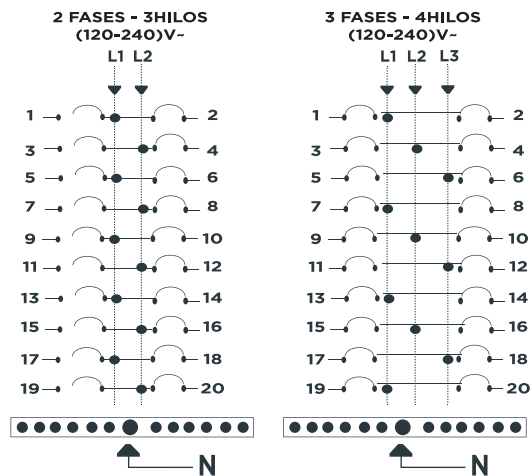 2 FASES - 3HILOS
(120-240)V~
L1 L2
1 2
3 4
5 6
7 8
9 10
11 12
13 14
15 16
17 18
19 20
N
3 FASES - 4HILOS
(120-240)V~
L1 L2 L3
1 2
3 4
5 6
7 8
9 10
11 12
13 14
15 16
17 18
19 20
N